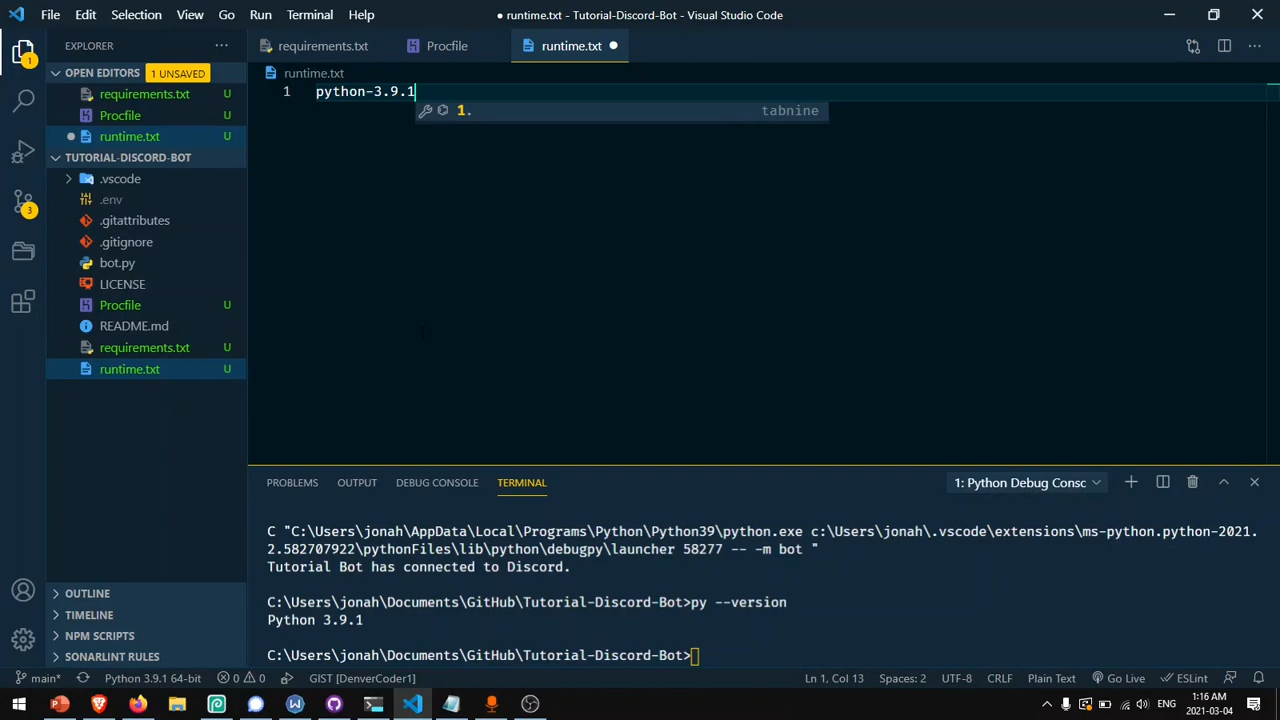 File Edit Selection View Go Run Terminal Help
● runtime.txt - Tutorial-Discord-Bot - Visual Studio Code
EXPLORER
requirements.txt Procfile runtime.txt
OPEN EDITORS 1 UNSAVED
requirements.txt U
Procfile U
runtime.txt U
TUTORIAL-DISCORD-BOT
.vscode
.env
.gitattributes
.gitignore
bot.py
LICENSE
Procfile U
README.md
requirements.txt U
runtime.txt U
OUTLINE
TIMELINE
NPM SCRIPTS
SONARLINT RULES
1
3
runtime.txt
1 python-3.9.1
1. tabnine
PROBLEMS OUTPUT DEBUG CONSOLE TERMINAL
1: Python Debug Consc
C "C:\Users\jonah\AppData\Local\Programs\Python\Python39\python.exe c:\Users\jonah\.vscode\extensions\ms-python.python-2021.
2.582707922\pythonFiles\lib\python\debugpy\launcher 58277 -- -m bot "
Tutorial Bot has connected to Discord.
C:\Users\jonah\Documents\GitHub\Tutorial-Discord-Bot>py --version
Python 3.9.1
C:\Users\jonah\Documents\GitHub\Tutorial-Discord-Bot>
main* Python 3.9.1 64-bit 0 0 GIST [DenverCoder1] Ln 1, Col 13 Spaces: 2 UTF-8 CRLF Plain Text Go Live ESLint
ENG
1:16 AM
2021-03-04